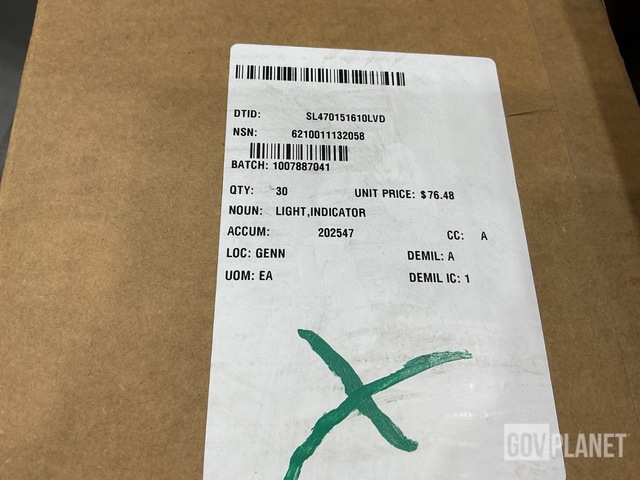 DTID: SL470151610LVD
NSN: 6210011132058
BATCH: 1007887041
QTY: 30 UNIT PRICE: $76.48
NOUN: LIGHT,INDICATOR
ACCUM: 202547 CC: A
LOC: GENN DEMIL: A
UOM: EA DEMIL IC: 1
GOVPLANET